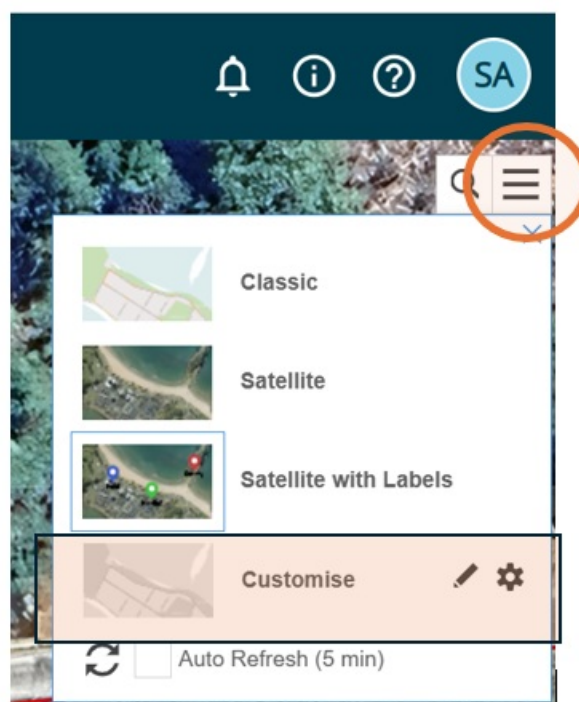 SA
Classic
Satellite
Satellite with Labels
Customise
Auto Refresh (5 min)